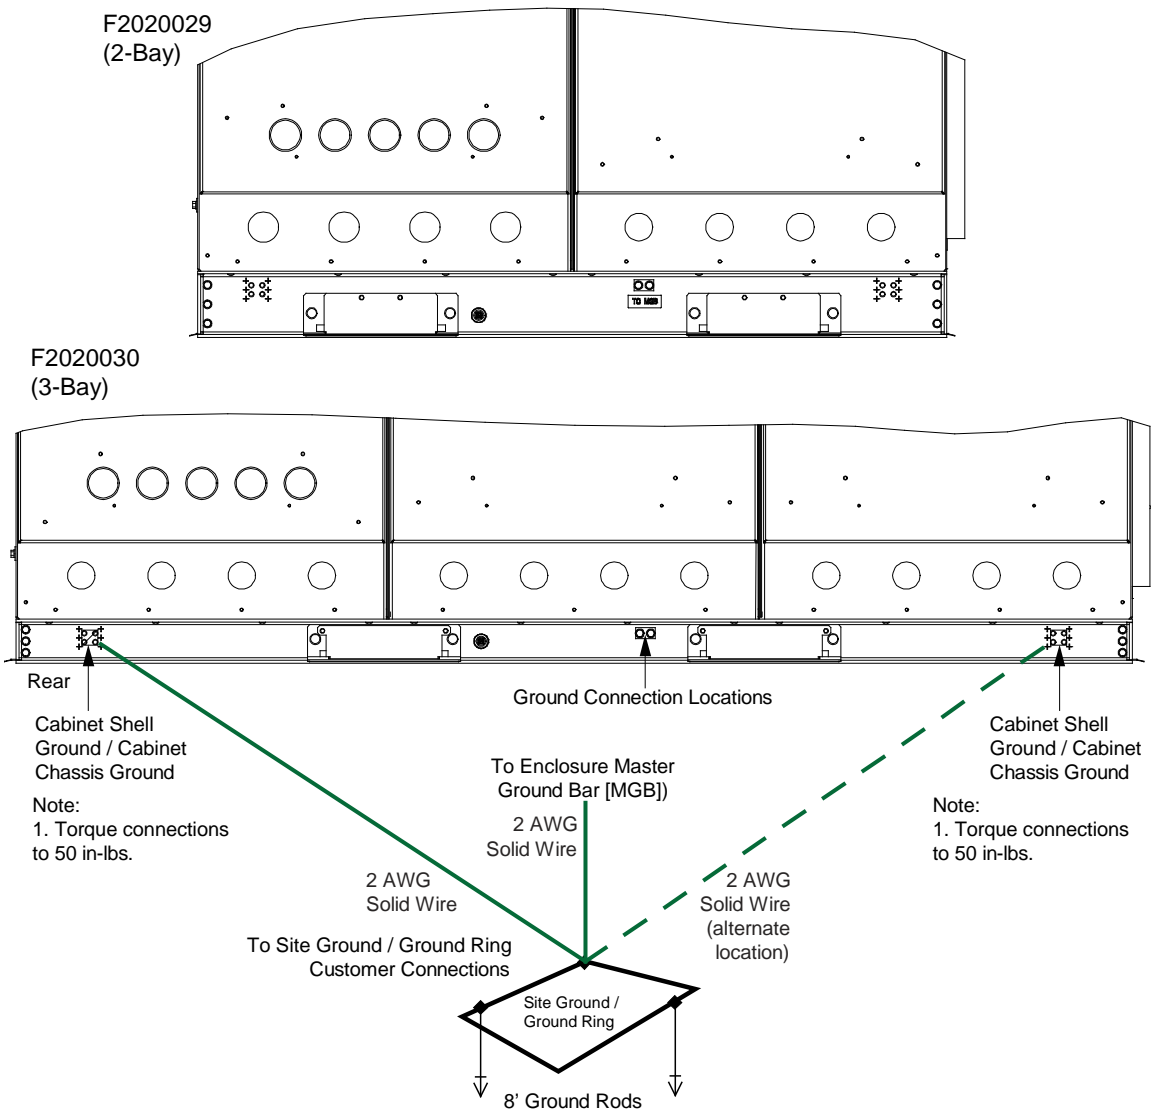 F2020029
(2-Bay)
TO MGB
F2020030
(3-Bay)
Rear
Cabinet Shell
Ground / Cabinet
Chassis Ground
Note:
1. Torque connections
to 50 in-lbs.
Ground Connection Locations
To Enclosure Master
Ground Bar [MGB])
2 AWG
Solid Wire
Cabinet Shell
Ground / Cabinet
Chassis Ground
Note:
1. Torque connections
to 50 in-lbs.
2 AWG
Solid Wire
2 AWG
Solid Wire
(alternate
location)
To Site Ground / Ground Ring
Customer Connections
Site Ground /
Ground Ring
8' Ground Rods